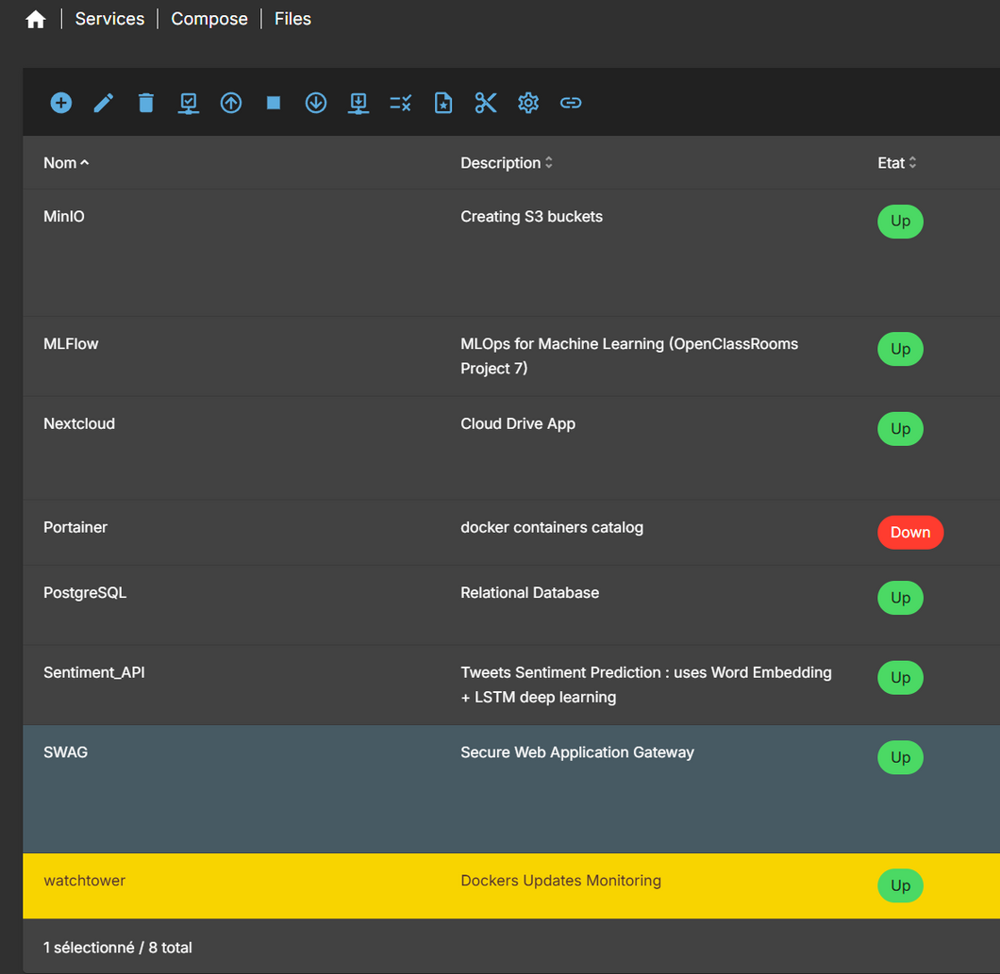 Services Compose Files
Nom Description Etat
MinIO Creating S3 buckets Up
MLFlow MLOps for Machine Learning (OpenClassRooms Up
Project 7)
Nextcloud Cloud Drive App Up
Portainer docker containers catalog Down
PostgreSQL Relational Database Up
Sentiment_API Tweets Sentiment Prediction : uses Word Embedding Up
+ LSTM deep learning
SWAG Secure Web Application Gateway Up
watchtower Dockers Updates Monitoring Up
1 sélectionné / 8 total